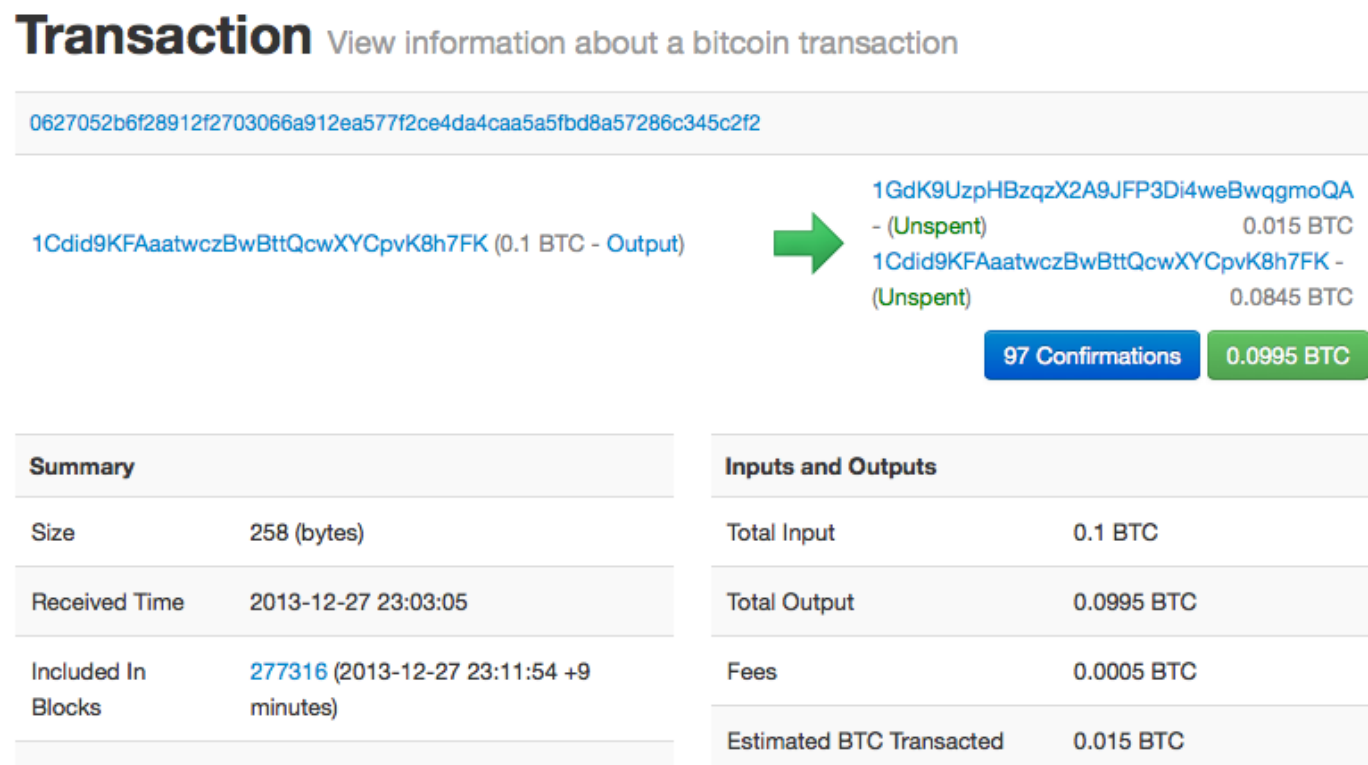 Transaction View information about a bitcoin transaction
0627052b6f28912f2703066a912ea577f2ce4da4caa5a5fbd8a57286c345c2f2
1Cdid9KFAaatwczBwBttQcwXYCpvK8h7FK (0.1 BTC - Output)
1GdK9UzpHBzqzX2A9JFP3Di4weBwqgmoQA
- (Unspent) 0.015 BTC
1Cdid9KFAaatwczBwBttQcwXYCpvK8h7FK -
(Unspent) 0.0845 BTC
97 Confirmations 0.0995 BTC
Summary
Size 258 (bytes)
Received Time 2013-12-27 23:03:05
Included In 277316 (2013-12-27 23:11:54 +9
Blocks minutes)
Inputs and Outputs
Total Input 0.1 BTC
Total Output 0.0995 BTC
Fees 0.0005 BTC
Estimated BTC Transacted 0.015 BTC